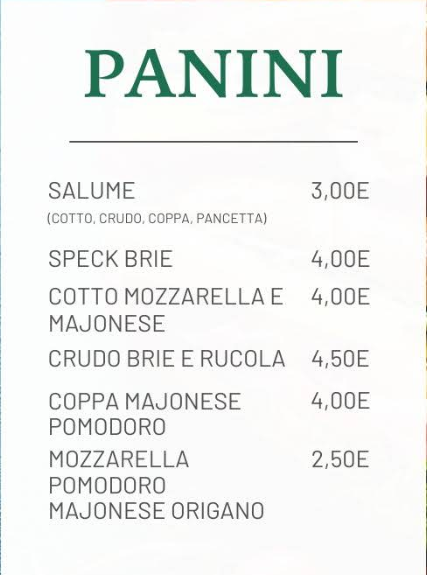 PANINI
SALUME 3,00E
(COTTO, CRUDO, COPPA, PANCETTA)
SPECK BRIE 4,00E
COTTO MOZZARELLA E 4,00E
MAJONESE
CRUDO BRIE E RUCOLA 4,50E
COPPA MAJONESE 4,00E
POMODORO
MOZZARELLA 2,50E
POMODORO
MAJONESE ORIGANO